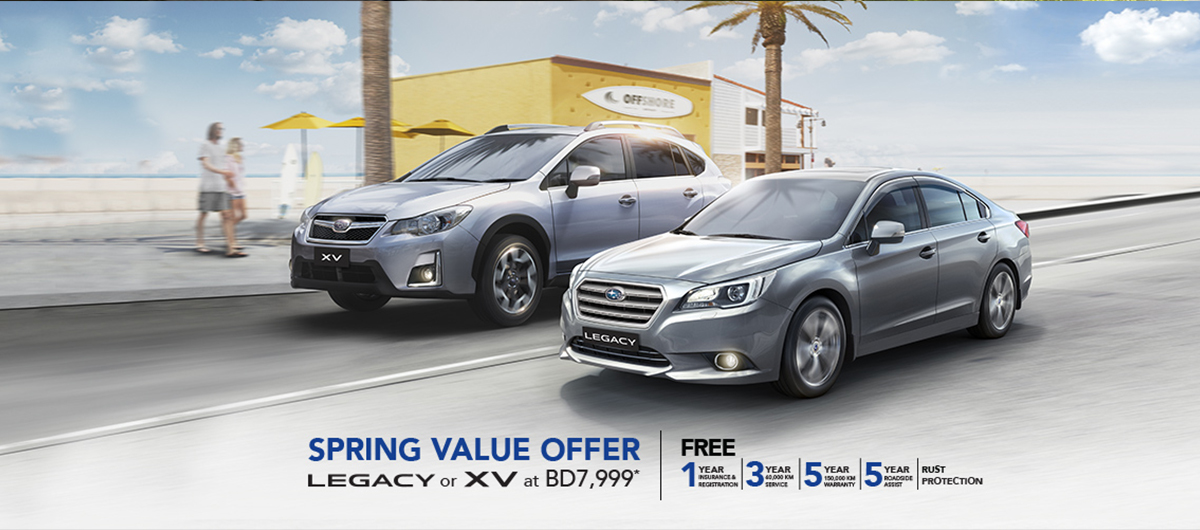 OFFSHORE
XV
LEGACY
SPRING VALUE OFFER
LEGACY or XV at BD7,999*
FREE
1 YEAR INSURANCE & REGISTRATION
3 YEAR 40,000 KM SERVICE
5 YEAR 150,000 KM WARRANTY
5 YEAR ROADSIDE ASSIST
RUST PROTECTION